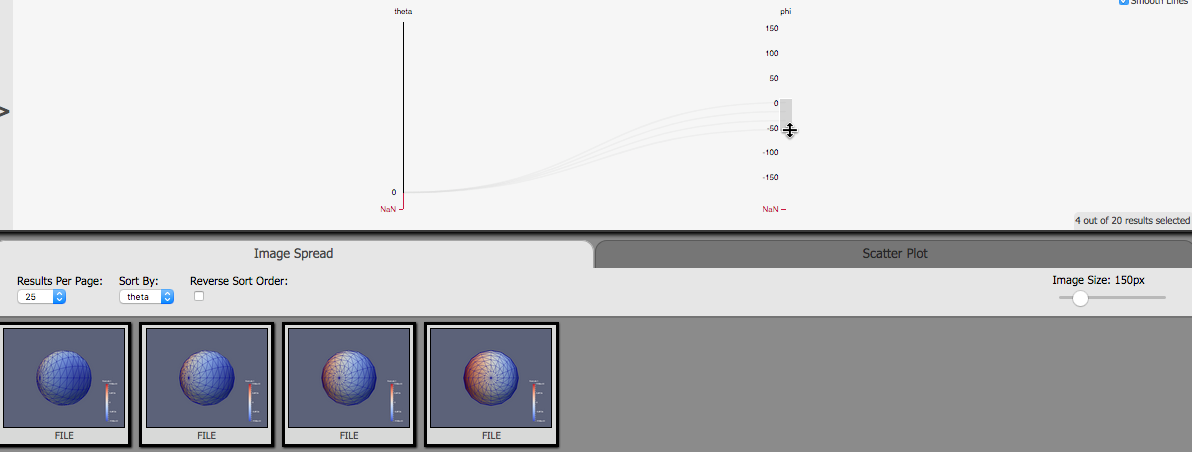 Smooth Lines
theta
phi
150
100
50
0
-50
-100
-150
0
NaN
NaN
4 out of 20 results selected
Image Spread
Scatter Plot
Results Per Page:
Sort By:
Reverse Sort Order:
Image Size: 150px
25
theta
FILE
FILE
FILE
FILE